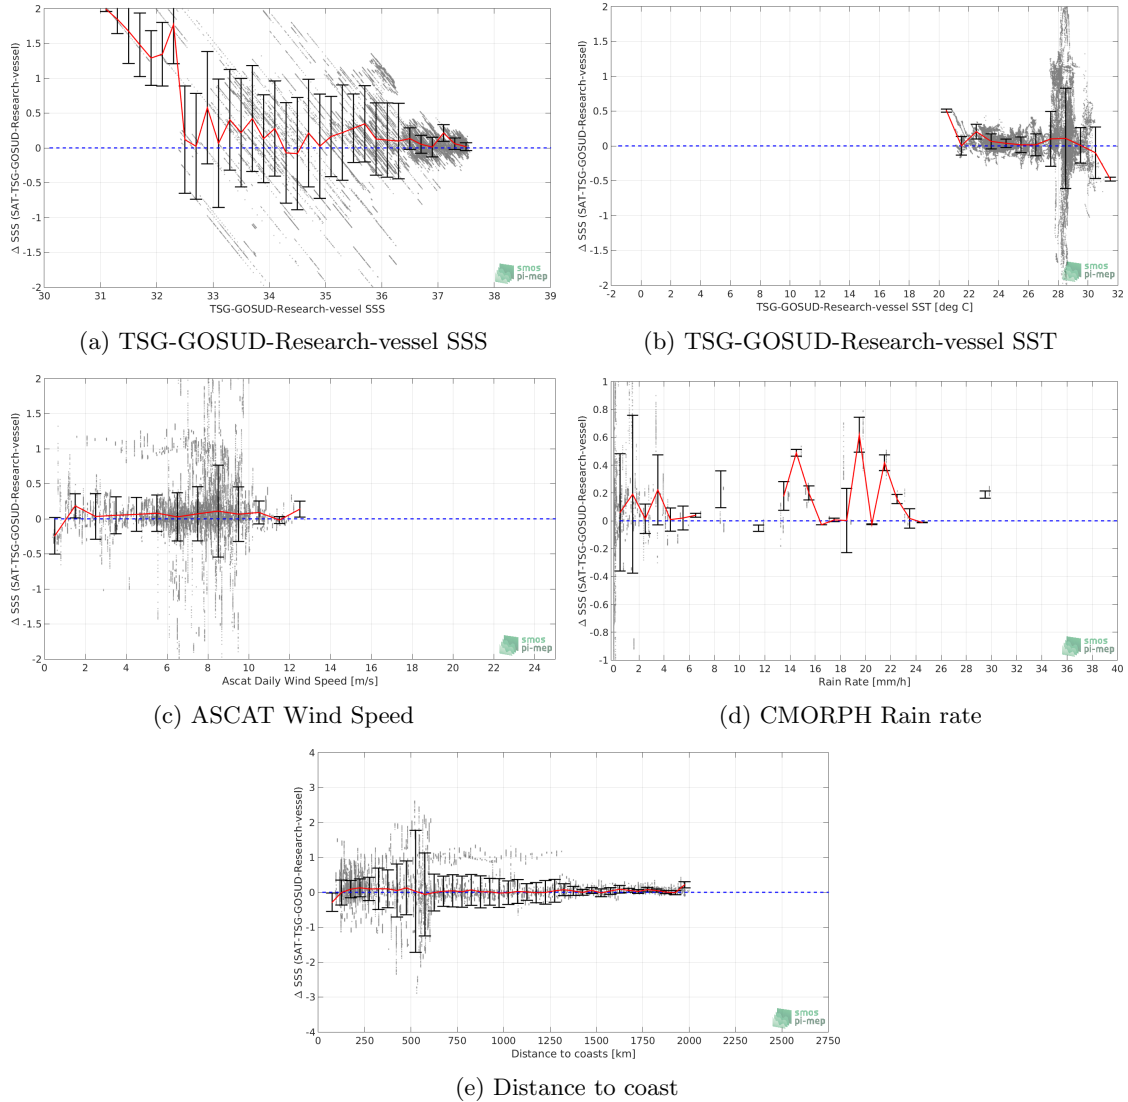 2
1.5
1
0.5
0
-0.5
-1
-1.5
-2
30 31 32 33 34 35 36 37 38 39
Δ SSS (SAT-TSG-GOSUD-Research-vessel)
TSG-GOSUD-Research-vessel SSS
smos
pi-mep
(a) TSG-GOSUD-Research-vessel SSS
2
1.5
1
0.5
0
-0.5
-1
-1.5
-2
-2 0 2 4 6 8 10 12 14 16 18 20 22 24 26 28 30 32
Δ SSS (SAT-TSG-GOSUD-Research-vessel)
TSG-GOSUD-Research-vessel SST [deg C]
smos
pi-mep
(b) TSG-GOSUD-Research-vessel SST
2
1.5
1
0.5
0
-0.5
-1
-1.5
-2
0 2 4 6 8 10 12 14 16 18 20 22 24
Δ SSS (SAT-TSG-GOSUD-Research-vessel)
Ascat Daily Wind Speed [m/s]
smos
pi-mep
(c) ASCAT Wind Speed
1
0.8
0.6
0.4
0.2
0
-0.2
-0.4
-0.6
-0.8
-1
0 2 4 6 8 10 12 14 16 18 20 22 24 26 28 30 32 34 36 38 40
Δ SSS (SAT-TSG-GOSUD-Research-vessel)
Rain Rate [mm/h]
smos
pi-mep
(d) CMORPH Rain rate
4
3
2
1
0
-1
-2
-3
-4
0 250 500 750 1000 1250 1500 1750 2000 2250 2500 2750
Δ SSS (SAT-TSG-GOSUD-Research-vessel)
Distance to coasts [km]
smos
pi-mep
(e) Distance to coast